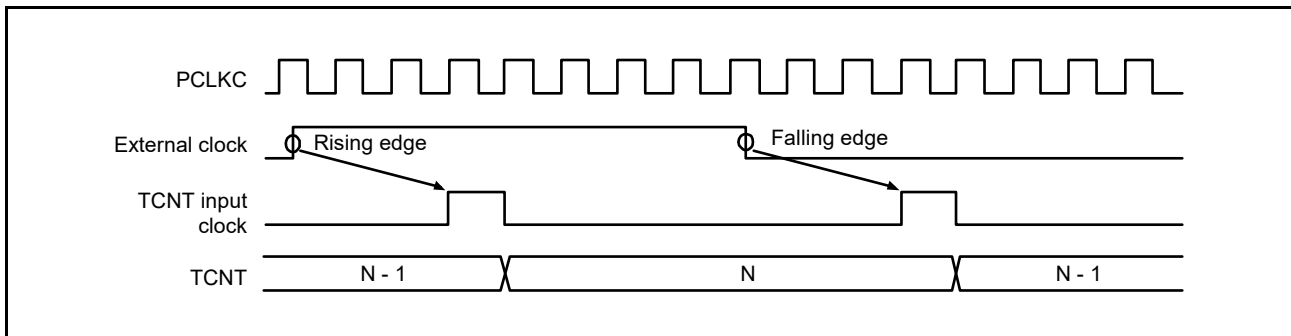 PCLKC
External clock
Rising edge
Falling edge
TCNT input
clock
TCNT
N - 1
N
N - 1